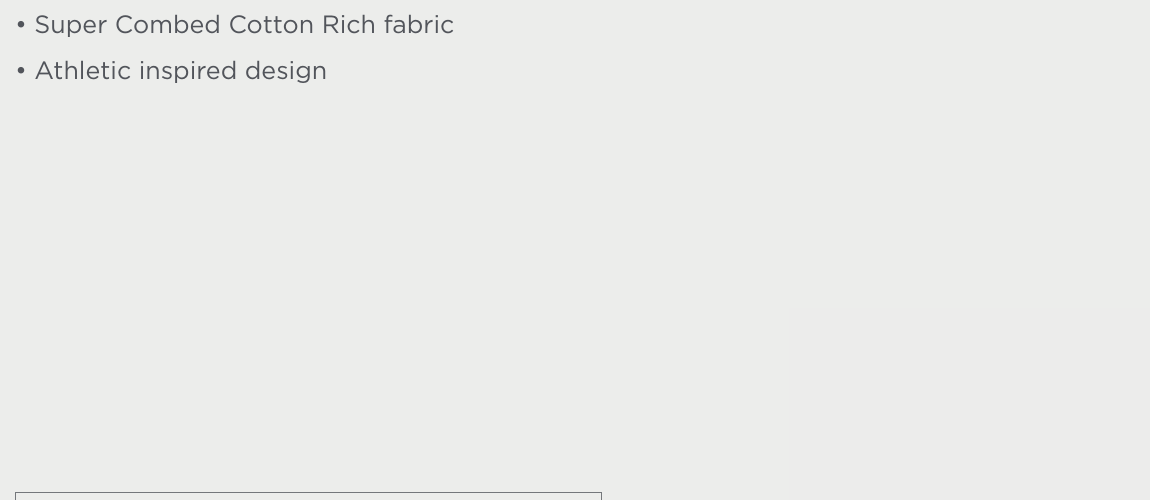 • Super Combed Cotton Rich fabric
• Athletic inspired design